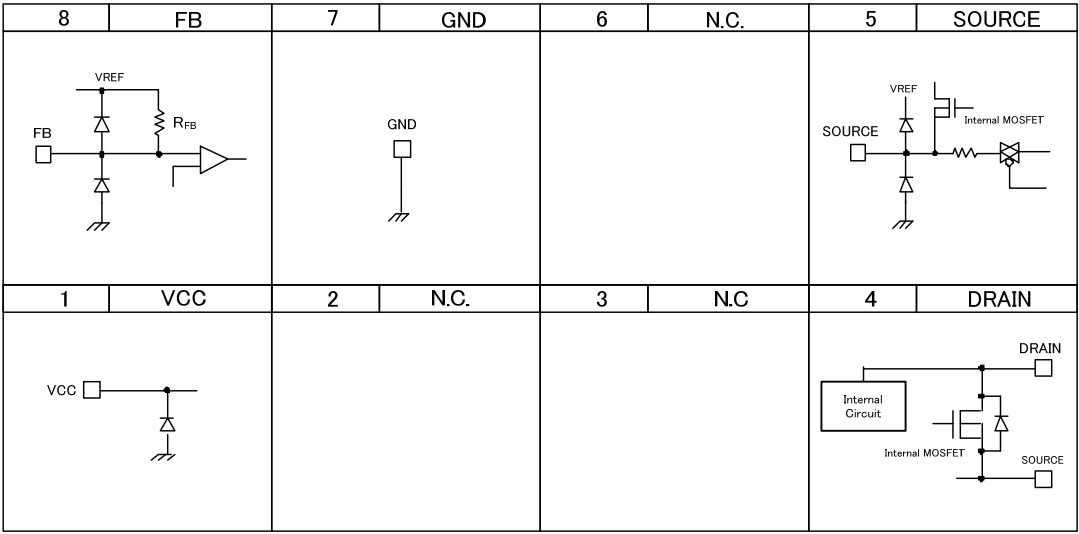 8 FB 7 GND 6 N.C. 5 SOURCE
VREF
FB
RFB
GND
VREF
SOURCE
Internal MOSFET
1 VCC 2 N.C. 3 N.C 4 DRAIN
VCC
DRAIN
Internal
Circuit
Internal MOSFET
SOURCE